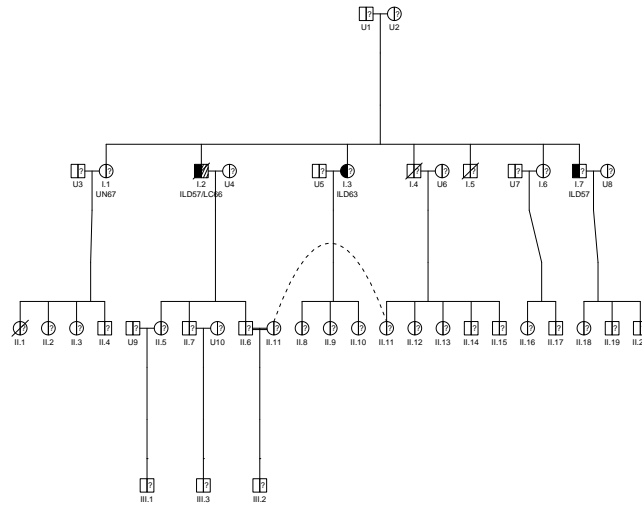 ? ?
U1 U2
? ? ? ? ? ? ? ? ? ? ? ? ?
U3 I.1 I.2 U4 U5 I.3 I.4 U6 I.5 U7 I.6 I.7 U8
UN67 ILD57/LC66 ILD63 ILD57
? ? ? ? ? ? ? ? ? ? ? ? ? ? ? ? ? ? ? ? ? ? ?
II.1 II.2 II.3 II.4 U9 II.5 II.7 U10 II.6 II.11 II.8 II.9 II.10 II.11 II.12 II.13 II.14 II.15 II.16 II.17 II.18 II.19 II.2
? ? ?
III.1 III.3 III.2